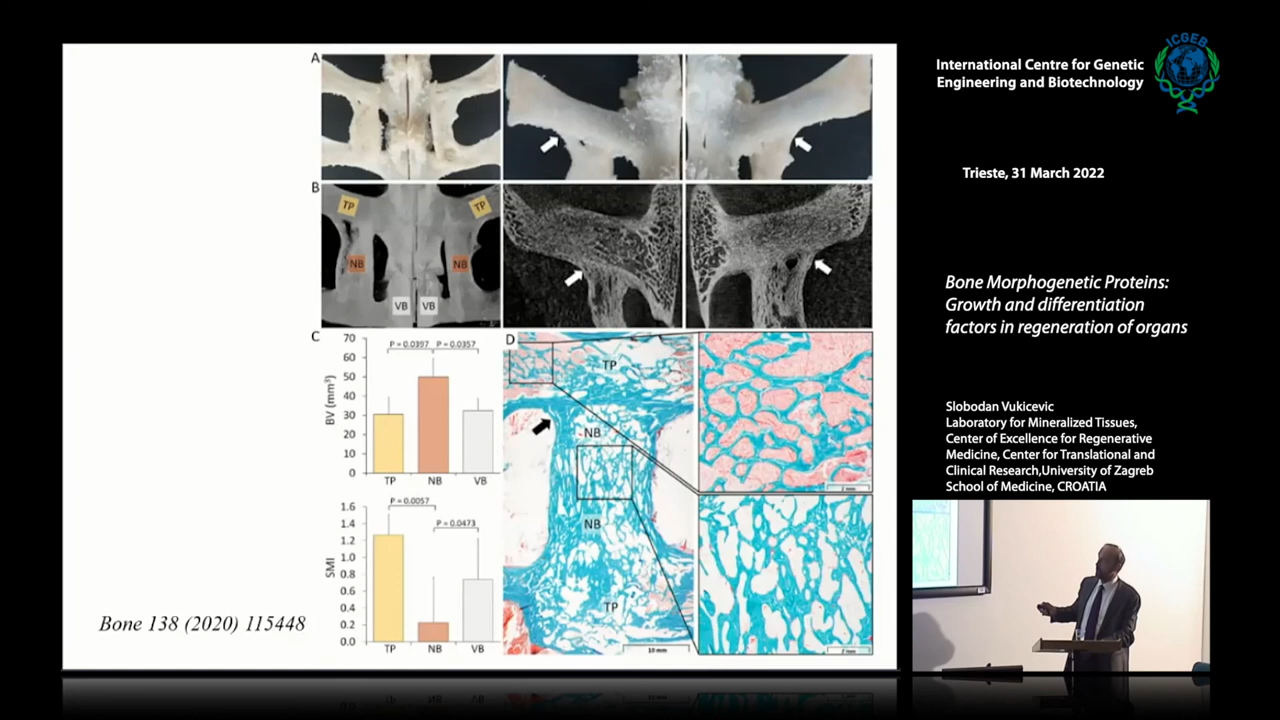 A
B
TP
TP
NB
NB
VB
VB
C
70
60
50
40
30
20
10
0
BV (mm³)
P = 0.0397
P = 0.0357
TP
NB
VB
1.6
1.4
1.2
1.0
0.8
0.6
0.4
0.2
0.0
SMI
P = 0.0057
P = 0.0473
TP
NB
VB
D
TP
NB
NB
TP
10 mm
2 mm
2 mm
Bone 138 (2020) 115448
International Centre for Genetic
Engineering and Biotechnology
ICGEB
Trieste, 31 March 2022
Bone Morphogenetic Proteins:
Growth and differentiation
factors in regeneration of organs
Slobodan Vukicevic
Laboratory for Mineralized Tissues,
Center of Excellence for Regenerative
Medicine, Center for Translational and
Clinical Research,University of Zagreb
School of Medicine, CROATIA